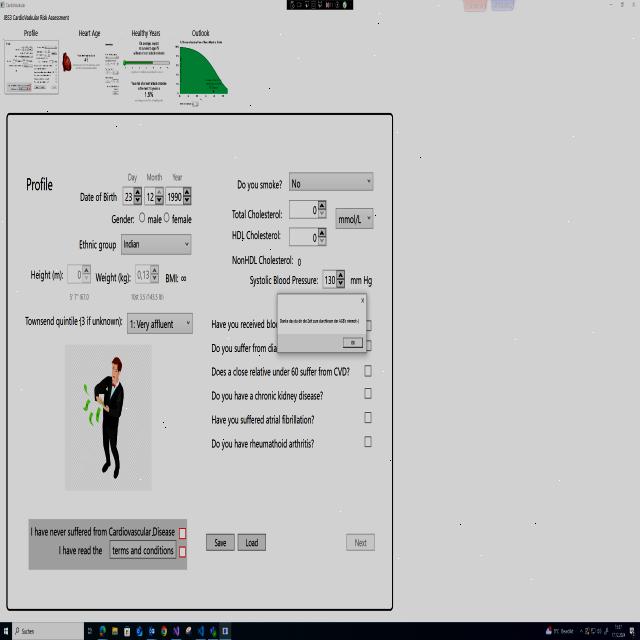 JBS3 CardioVascular Risk Assessment
Profile
Heart Age
Healthy Years
Outlook
Profile
Day
Month
Year
Date of Birth
23
12
1990
Gender:
male
female
Ethnic group
Indian
Height (m):
0
Weight (kg):
0,13
BMI: ∞
Townsend quintile (3 if unknown):
1: Very affluent
Do you smoke?
No
Total Cholesterol:
0
mmol/L
HDL Cholesterol:
0
NonHDL Cholesterol: 0
Systolic Blood Pressure:
130
mm Hg
Have you received bloo
Do you suffer from dia
Does a close relative under 60 suffer from CVD?
Do you have a chronic kidney disease?
Have you suffered atrial fibrillation?
Do you have rheumathoid arthritis?
X
OK
I have never suffered from Cardiovascular Disease
I have read the
terms and conditions
Save
Load
Next
Suchen